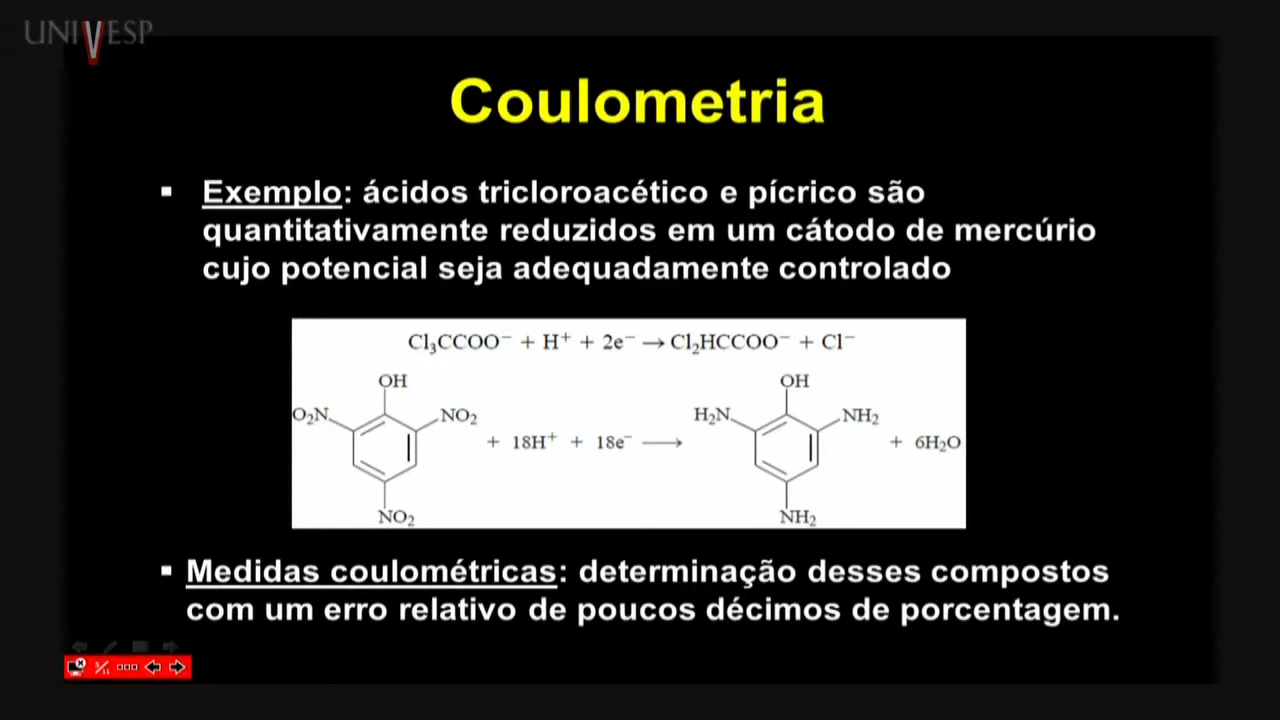 UNIVESP
Coulometria
▪ Exemplo: ácidos tricloroacético e pícrico são
quantitativamente reduzidos em um cátodo de mercúrio
cujo potencial seja adequadamente controlado
Cl₃CCOO⁻ + H⁺ + 2e⁻ → Cl₂HCCOO⁻ + Cl⁻
OH OH
O₂N NO₂ H₂N NH₂
+ 18H⁺ + 18e⁻ ⟶ + 6H₂O
NO₂ NH₂
▪ Medidas coulométricas: determinação desses compostos
com um erro relativo de poucos décimos de porcentagem.